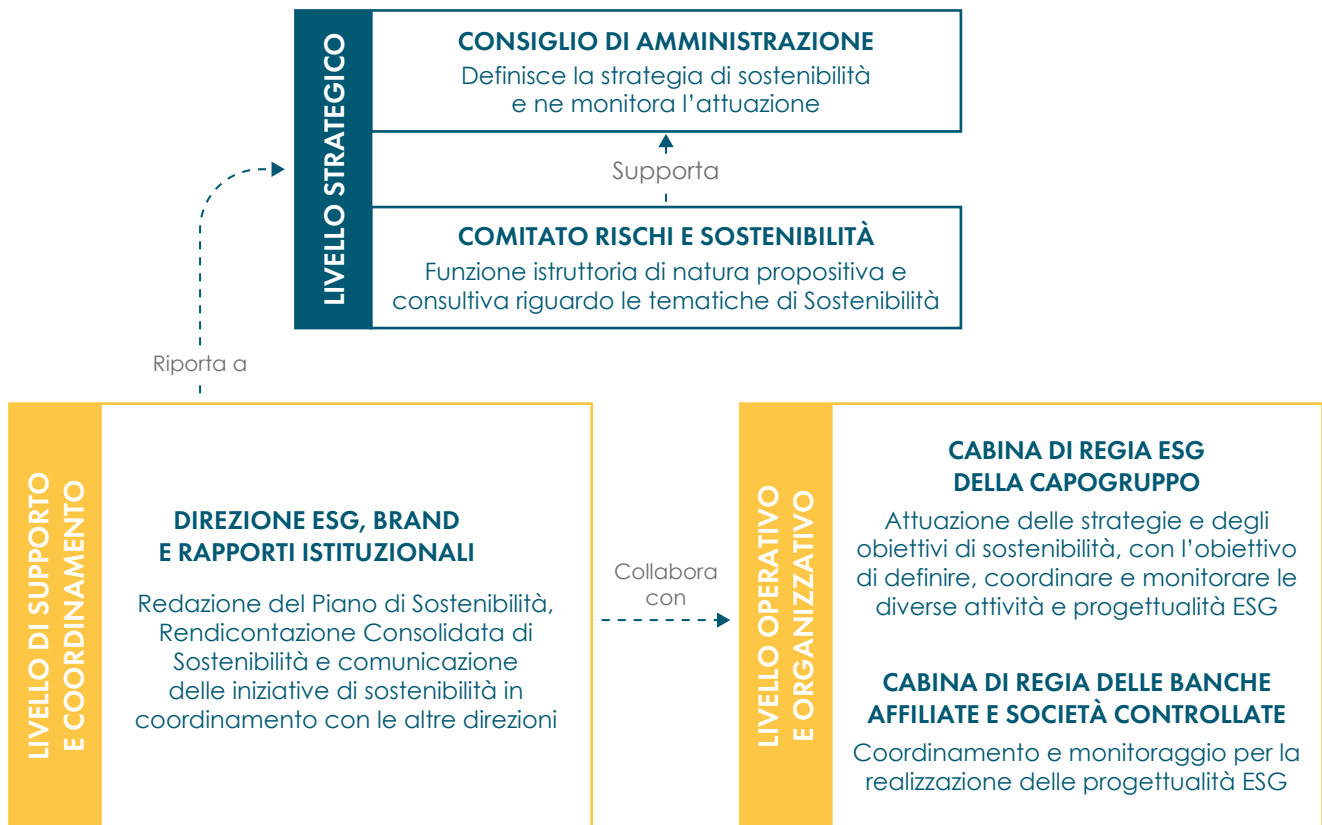 LIVELLO STRATEGICO
CONSIGLIO DI AMMINISTRAZIONE
Definisce la strategia di sostenibilità
e ne monitora l’attuazione
Supporta
COMITATO RISCHI E SOSTENIBILITÀ
Funzione istruttoria di natura propositiva e
consultiva riguardo le tematiche di Sostenibilità
Riporta a
LIVELLO DI SUPPORTO
E COORDINAMENTO
DIREZIONE ESG, BRAND
E RAPPORTI ISTITUZIONALI
Redazione del Piano di Sostenibilità,
Rendicontazione Consolidata di
Sostenibilità e comunicazione
delle iniziative di sostenibilità in
coordinamento con le altre direzioni
Collabora
con
LIVELLO OPERATIVO
E ORGANIZZATIVO
CABINA DI REGIA ESG
DELLA CAPOGRUPPO
Attuazione delle strategie e degli
obiettivi di sostenibilità, con l’obiettivo
di definire, coordinare e monitorare le
diverse attività e progettualità ESG
CABINA DI REGIA DELLE BANCHE
AFFILIATE E SOCIETÀ CONTROLLATE
Coordinamento e monitoraggio per la
realizzazione delle progettualità ESG